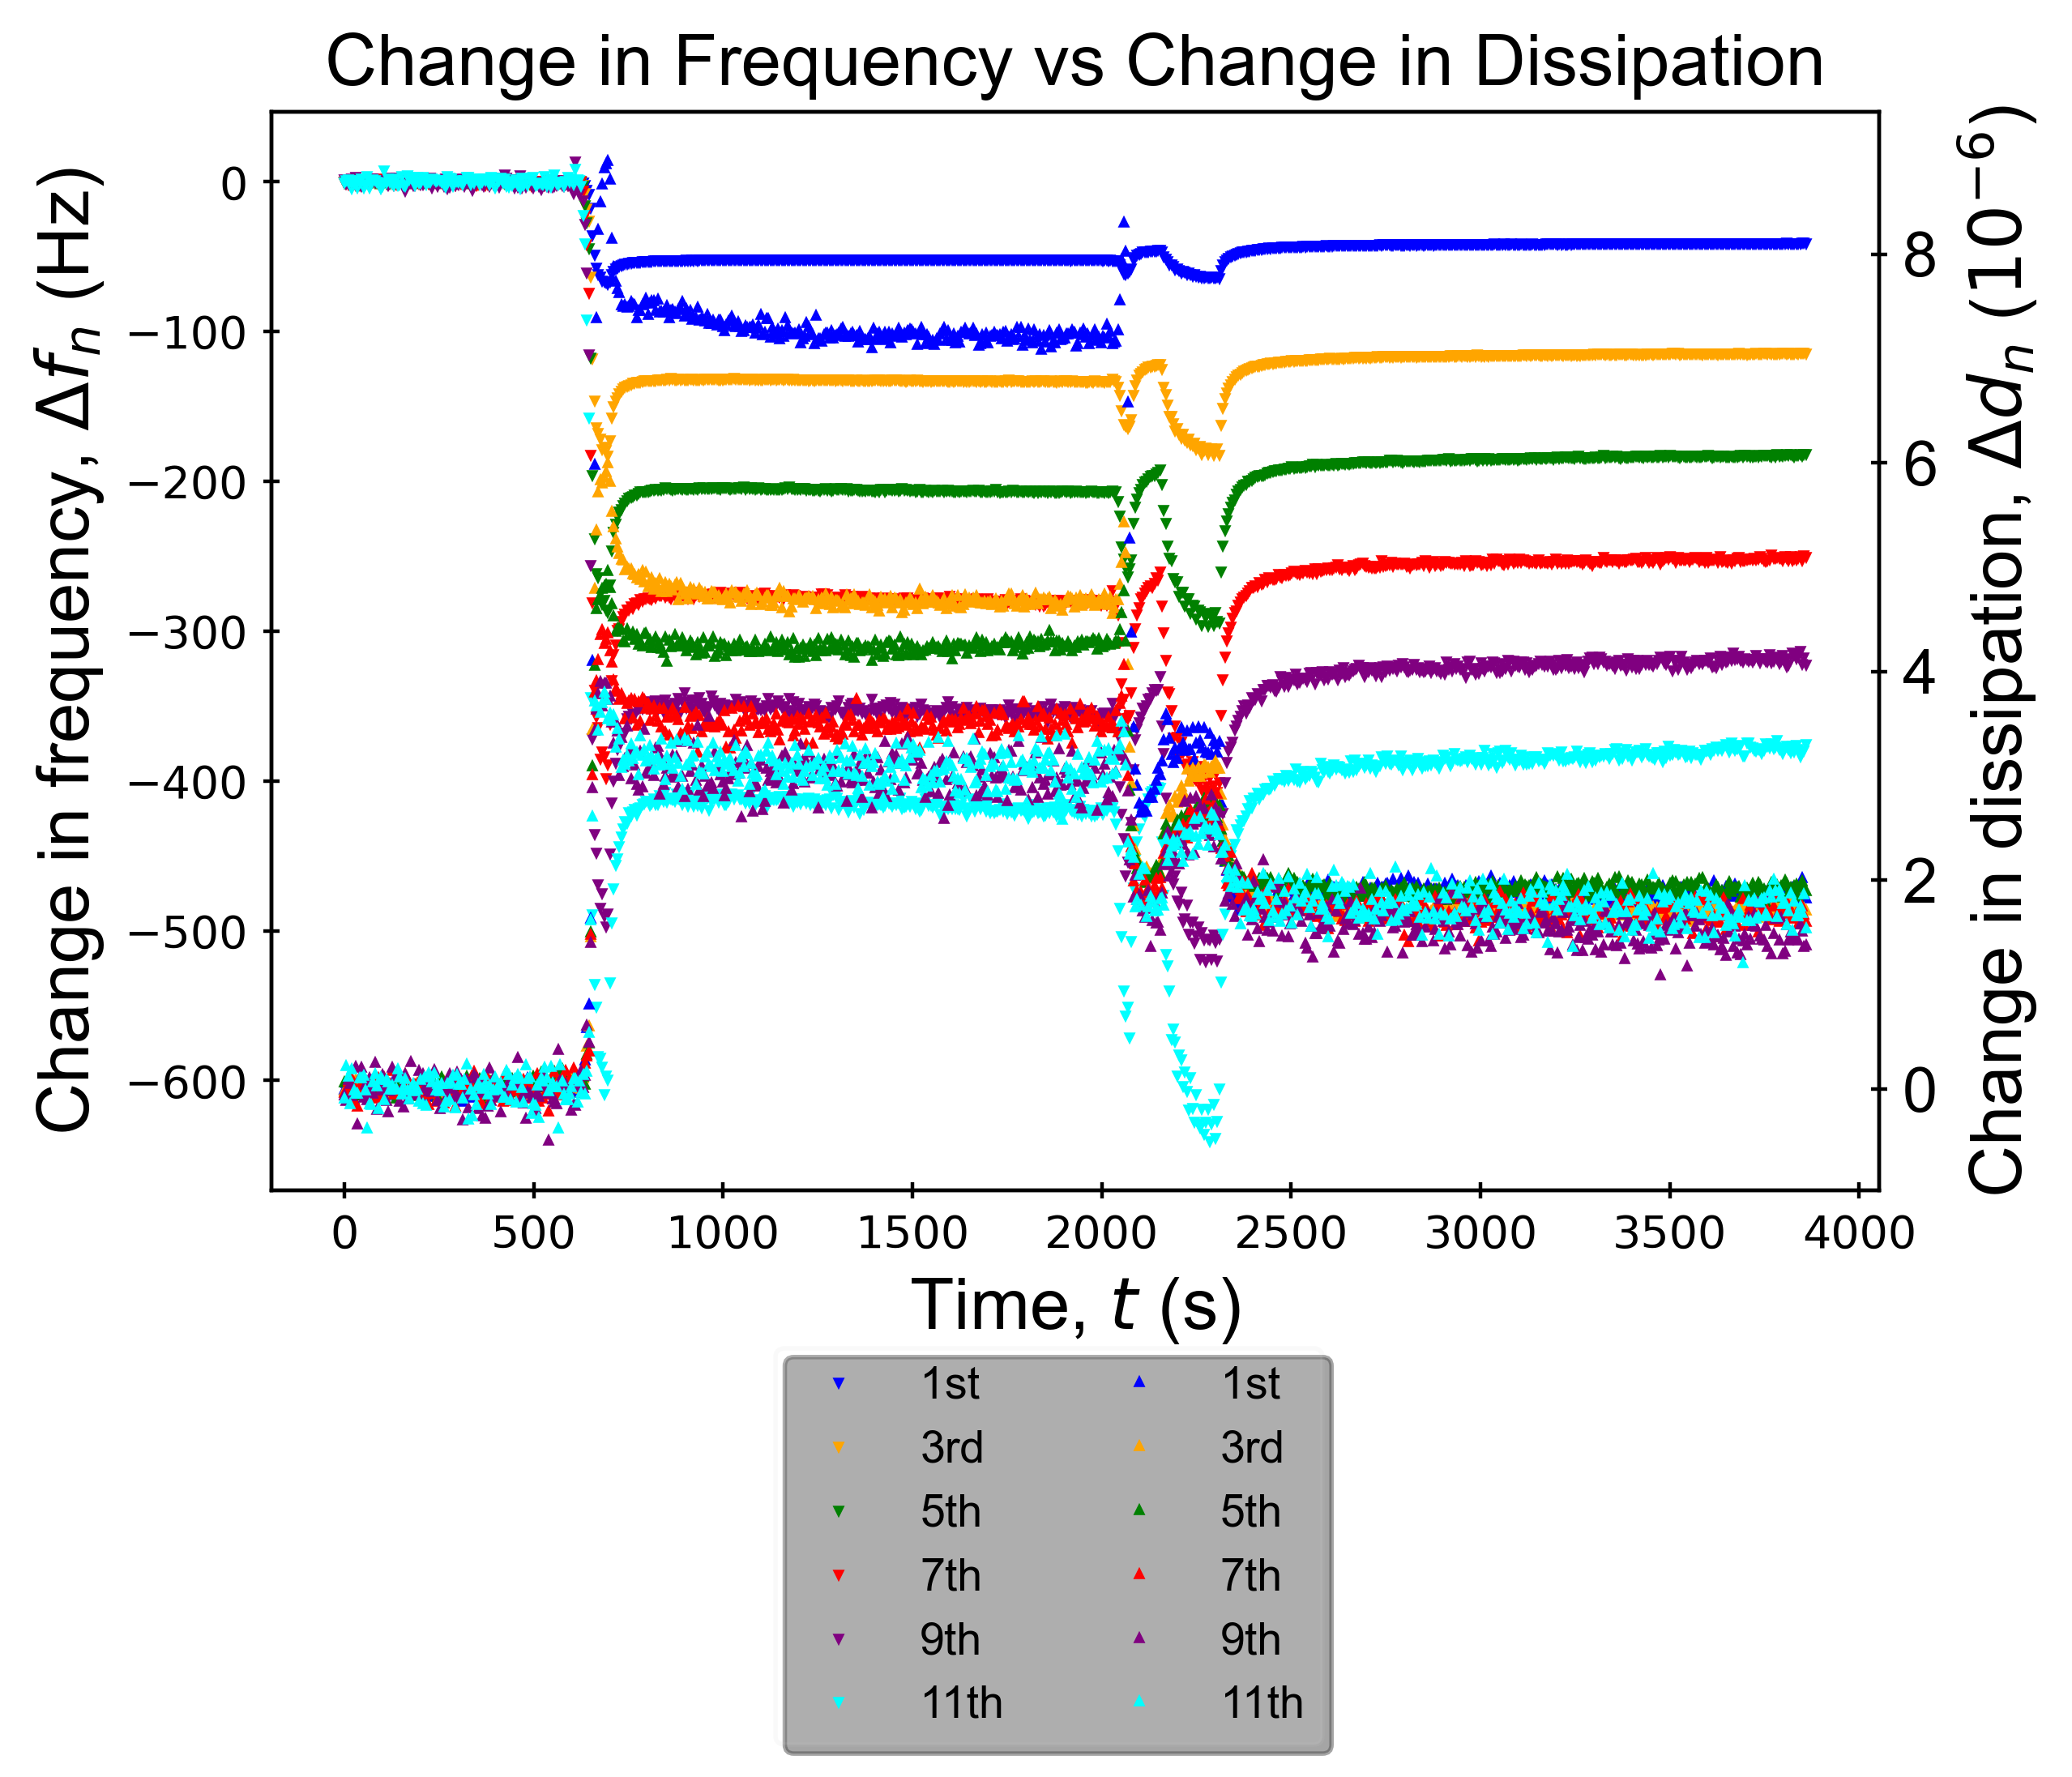 Change in Frequency vs Change in Dissipation
Change in frequency, Δfₙ (Hz)
0
−100
−200
−300
−400
−500
−600
8
6
4
2
0
Change in dissipation, Δdₙ (10⁻⁶)
0 500 1000 1500 2000 2500 3000 3500 4000
Time, t (s)
1st 1st
3rd 3rd
5th 5th
7th 7th
9th 9th
11th 11th